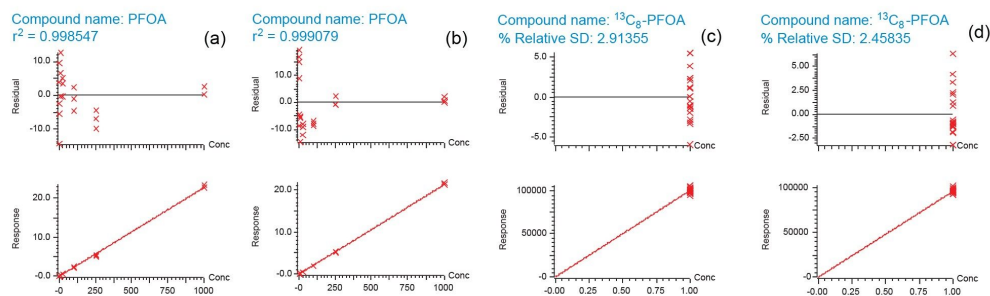 Compound name: PFOA
r² = 0.998547
(a)
10.0
0.0
-10.0
Residual
Conc
20.0
10.0
-0.0
Response
Conc
-0
250
500
750
1000
Compound name: PFOA
r² = 0.999079
(b)
10.0
0.0
-10.0
Residual
Conc
20.0
10.0
-0.0
Response
Conc
-0
250
500
750
1000
Compound name: ¹³C₈-PFOA
% Relative SD: 2.91355
(c)
5.0
0.0
-5.0
Residual
Conc
100000
50000
-0
Response
Conc
-0.00
0.25
0.50
0.75
1.00
Compound name: ¹³C₈-PFOA
% Relative SD: 2.45835
(d)
5.00
2.50
0.00
-2.50
Residual
Conc
100000
50000
-0
Response
Conc
-0.00
0.25
0.50
0.75
1.00